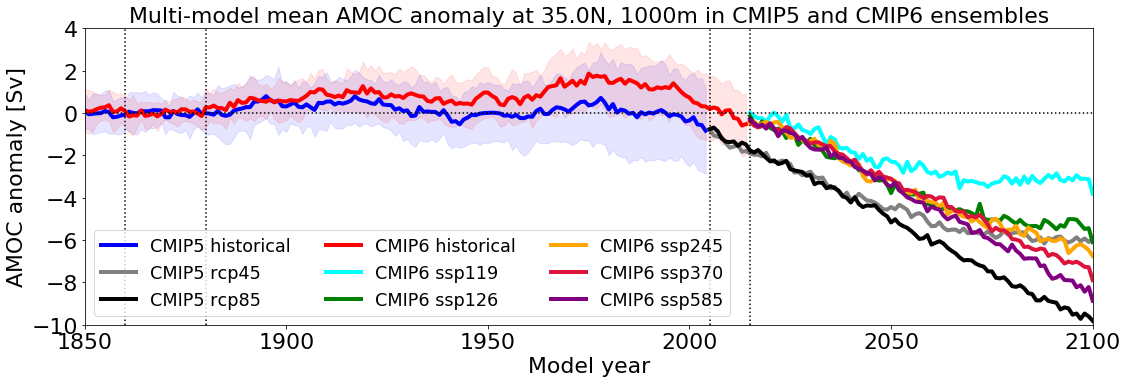 Multi-model mean AMOC anomaly at 35.0N, 1000m in CMIP5 and CMIP6 ensembles
AMOC anomaly [Sv]
4
2
0
−2
−4
−6
−8
−10
CMIP5 historical
CMIP5 rcp45
CMIP5 rcp85
CMIP6 historical
CMIP6 ssp119
CMIP6 ssp126
CMIP6 ssp245
CMIP6 ssp370
CMIP6 ssp585
1850 1900 1950 2000 2050 2100
Model year